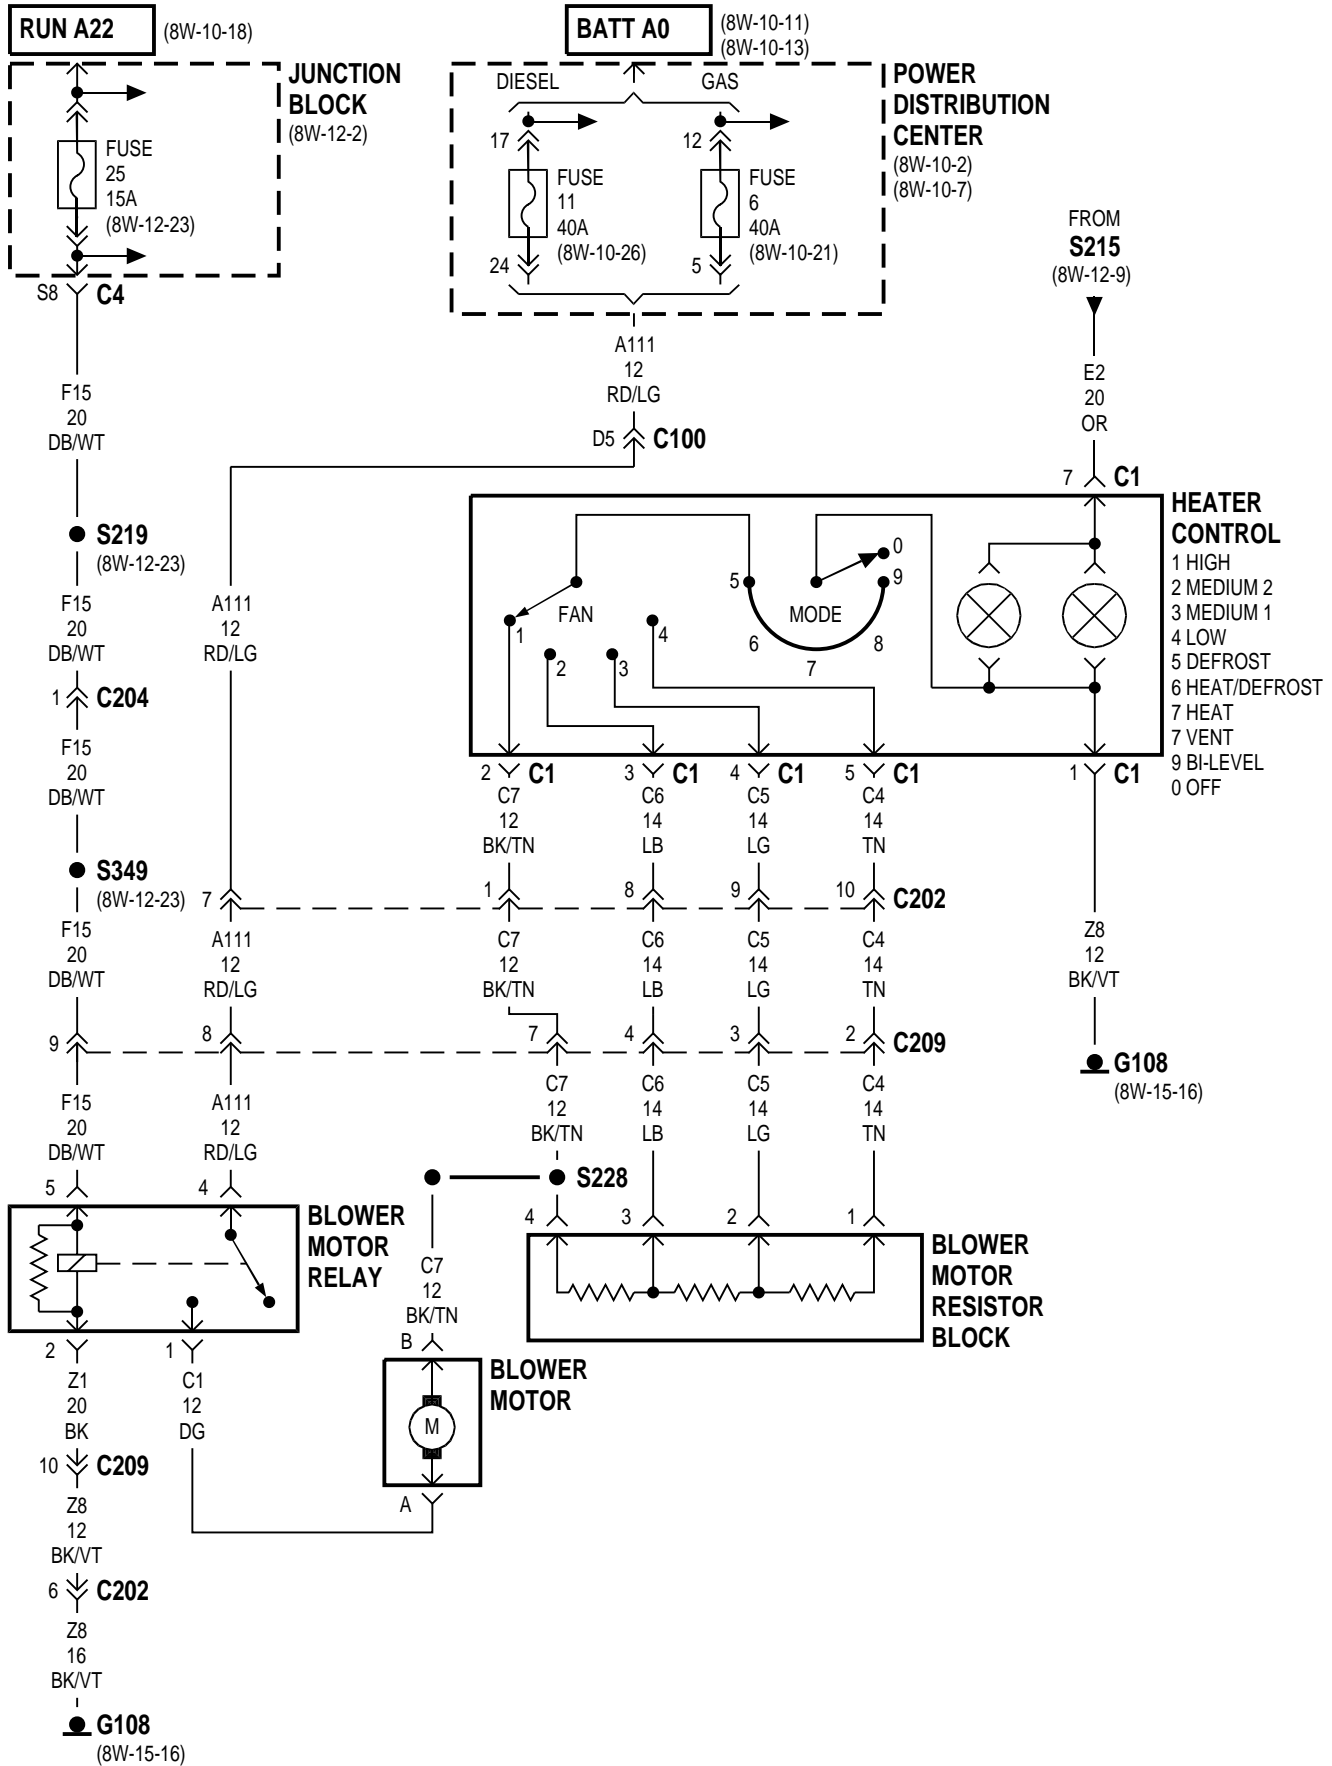 RUN A22
(8W-10-18)
BATT A0
(8W-10-11)
(8W-10-13)
JUNCTION
BLOCK
(8W-12-2)
FUSE
25
15A
(8W-12-23)
S8
C4
DIESEL
GAS
17
FUSE
11
40A
(8W-10-26)
24
12
FUSE
6
40A
(8W-10-21)
5
POWER
DISTRIBUTION
CENTER
(8W-10-2)
(8W-10-7)
A111
12
RD/LG
D5
C100
FROM
S215
(8W-12-9)
E2
20
OR
7
C1
F15
20
DB/WT
S219
(8W-12-23)
F15
20
DB/WT
1
C204
F15
20
DB/WT
S349
(8W-12-23)
F15
20
DB/WT
A111
12
RD/LG
7
A111
12
RD/LG
FAN
1
2
3
4
MODE
5
6
7
8
9
0
HEATER
CONTROL
1 HIGH
2 MEDIUM 2
3 MEDIUM 1
4 LOW
5 DEFROST
6 HEAT/DEFROST
7 HEAT
7 VENT
9 BI-LEVEL
0 OFF
2
C1
3
C1
4
C1
5
C1
1
C1
C7
12
BK/TN
C6
14
LB
C5
14
LG
C4
14
TN
1
8
9
10
C202
C7
12
BK/TN
C6
14
LB
C5
14
LG
C4
14
TN
Z8
12
BK/VT
G108
(8W-15-16)
9
8
7
4
3
2
C209
F15
20
DB/WT
A111
12
RD/LG
C7
12
BK/TN
C6
14
LB
C5
14
LG
C4
14
TN
S228
5
4
BLOWER
MOTOR
RELAY
4
3
2
1
BLOWER
MOTOR
RESISTOR
BLOCK
C7
12
BK/TN
B
BLOWER
MOTOR
M
A
2
1
Z1
20
BK
C1
12
DG
10
C209
Z8
12
BK/VT
6
C202
Z8
16
BK/VT
G108
(8W-15-16)